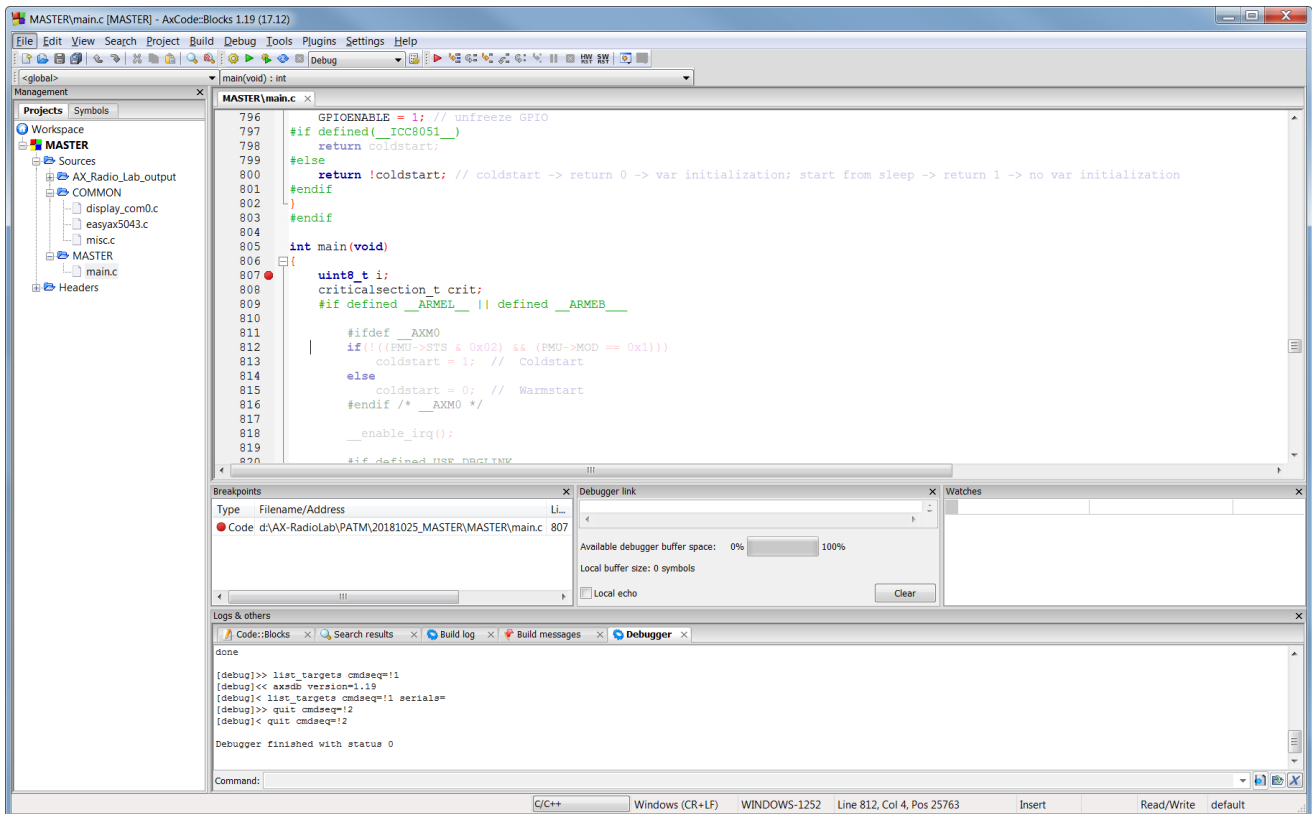 MASTER\main.c [MASTER] - AxCode::Blocks 1.19 (17.12)
File Edit View Search Project Build Debug Tools Plugins Settings Help
Debug
HW RST SW RST
<global>
main(void) : int
Management
Projects Symbols
Workspace
MASTER
Sources
AX_Radio_Lab_output
COMMON
display_com0.c
easyax5043.c
misc.c
MASTER
main.c
Headers
MASTER\main.c
796 GPIOENABLE = 1; // unfreeze GPIO
797 #if defined(__ICC8051__)
798 return coldstart;
799 #else
800 return !coldstart; // coldstart -> return 0 -> var initialization; start from sleep -> return 1 -> no var initialization
801 #endif
802 }
803 #endif
804
805 int main(void)
806 {
807 uint8_t i;
808 criticalsection_t crit;
809 #if defined __ARMEL__ || defined __ARMEB___
810
811 #ifdef __AXM0
812 if(!((PMU->STS & 0x02) && (PMU->MOD == 0x1)))
813 coldstart = 1; // Coldstart
814 else
815 coldstart = 0; // Warmstart
816 #endif /* __AXM0 */
817
818 __enable_irq();
819
820 #if defined USE_DBGLINK
Breakpoints
Type Filename/Address Li...
Code d:\AX-RadioLab\PATM\20181025_MASTER\MASTER\main.c 807
Debugger link
Available debugger buffer space: 0% 100%
Local buffer size: 0 symbols
Local echo
Clear
Watches
Logs & others
Code::Blocks Search results Build log Build messages Debugger
done
[debug]>> list_targets cmdseq=!1
[debug]<< axsdb version=1.19
[debug]< list_targets cmdseq=!1 serials=
[debug]>> quit cmdseq=!2
[debug]< quit cmdseq=!2
Debugger finished with status 0
Command:
C/C++ Windows (CR+LF) WINDOWS-1252 Line 812, Col 4, Pos 25763 Insert Read/Write default